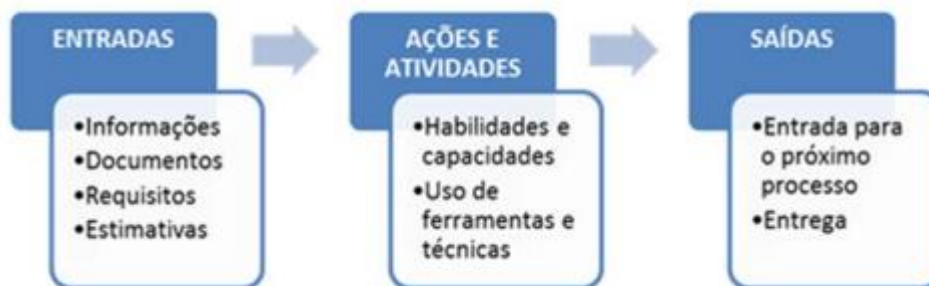 ENTRADAS
•Informações
•Documentos
•Requisitos
•Estimativas
AÇÕES E
ATIVIDADES
•Habilidades e
capacidades
•Uso de
ferramentas e
técnicas
SAÍDAS
•Entrada para
o próximo
processo
•Entrega